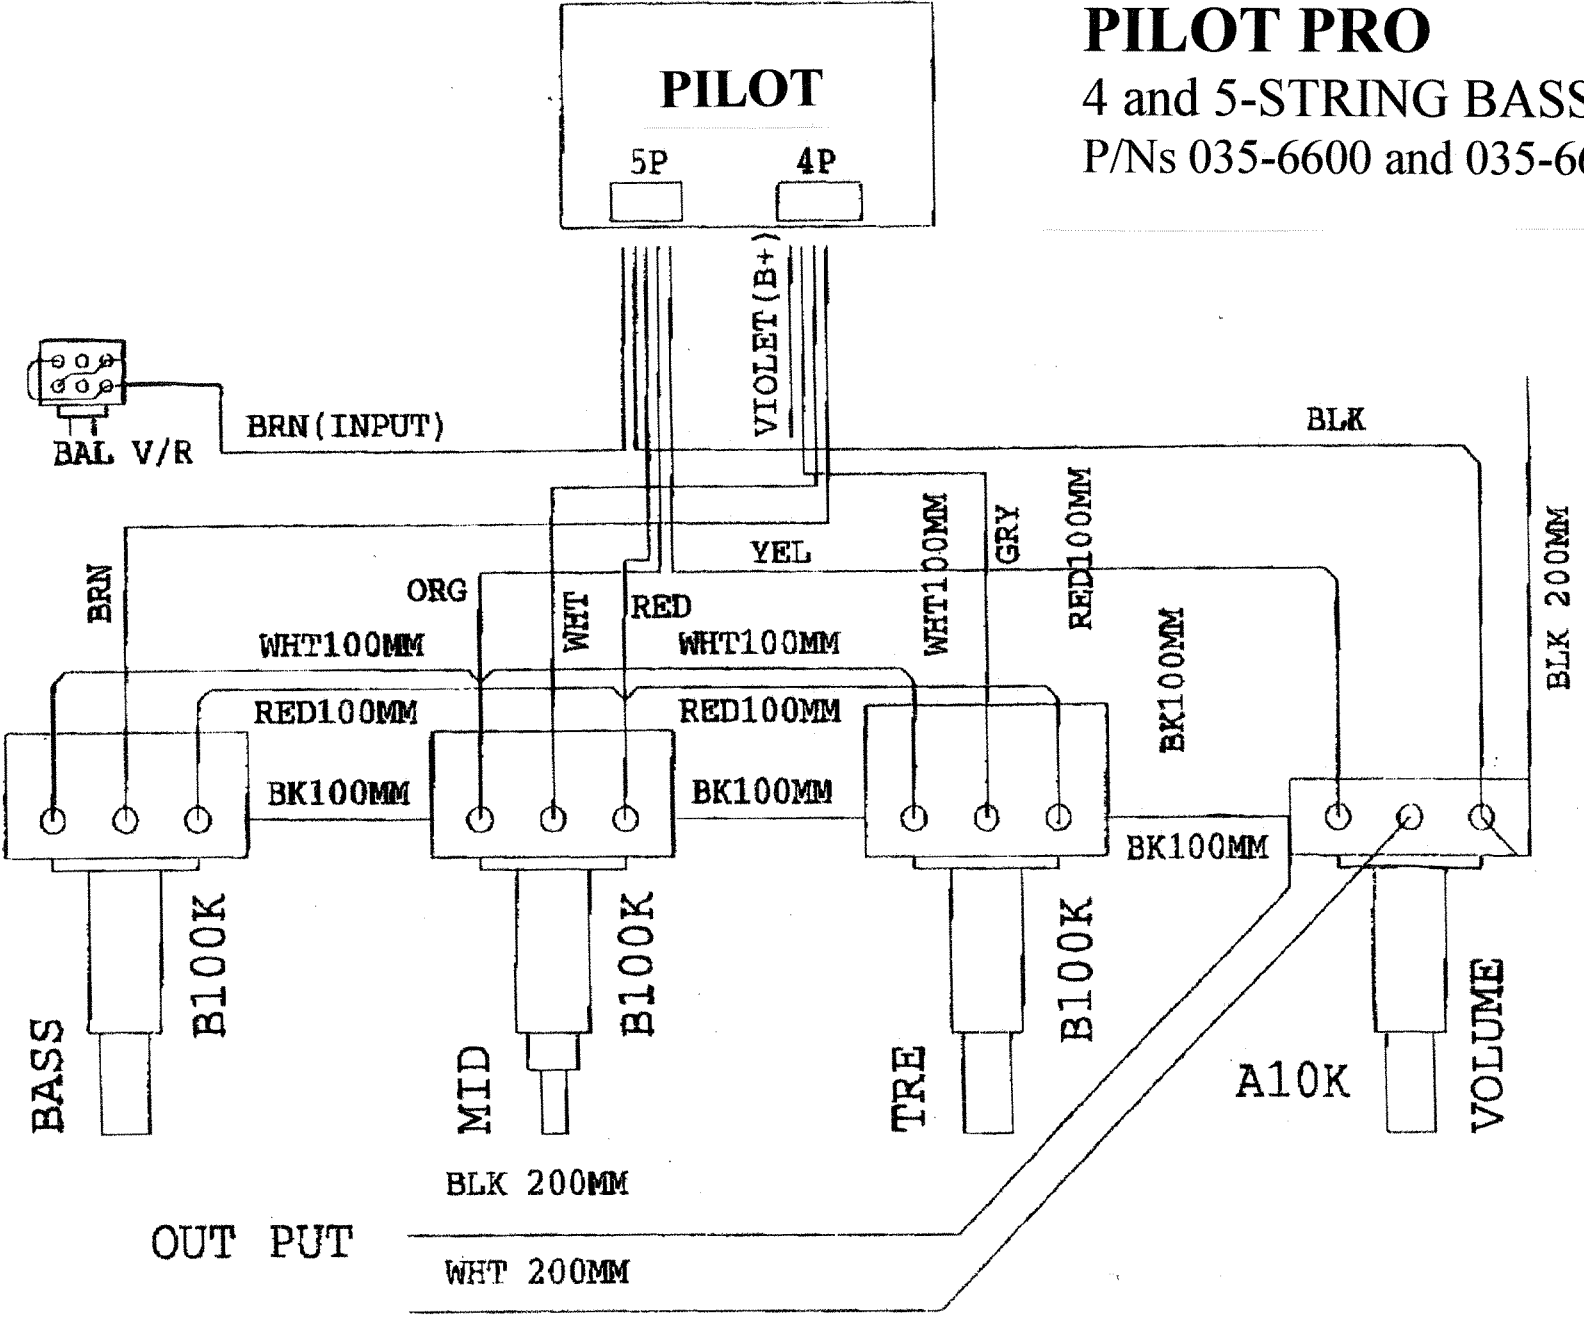 PILOT PRO
4 and 5-STRING BASS
P/Ns 035-6600 and 035-66
PILOT
5P
4P
VIOLET(B+)
BAL V/R
BRN(INPUT)
BLK
BRN
ORG
WHT
RED
YEL
WHT100MM
GRY
RED100MM
BK100MM
BLK 200MM
WHT100MM
WHT100MM
RED100MM
RED100MM
BK100MM
BK100MM
BK100MM
BASS
B100K
MID
B100K
TRE
B100K
A10K
VOLUME
OUT PUT
BLK 200MM
WHT 200MM